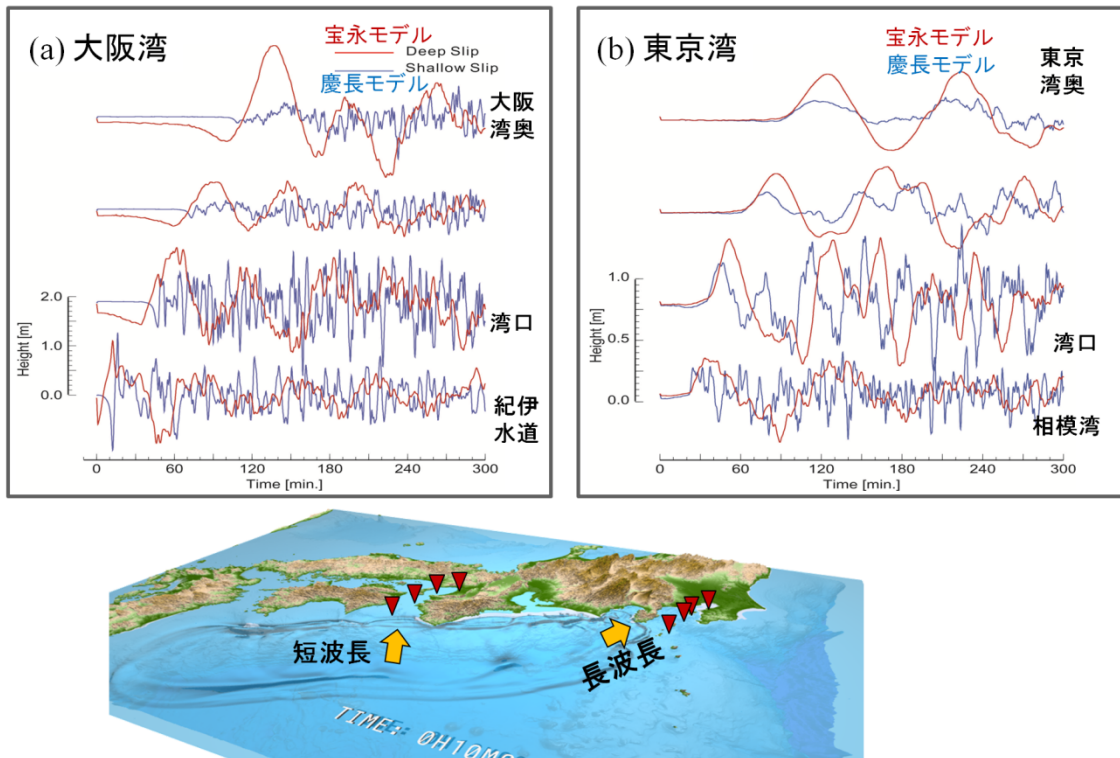 (a) 大阪湾
宝永モデル
Deep Slip
Shallow Slip
慶長モデル
大阪
湾奥
湾口
紀伊
水道
2.0
1.0
0.0
Height [m]
0 60 120 180 240 300
Time [min.]
(b) 東京湾
宝永モデル
慶長モデル
東京
湾奥
湾口
相模湾
1.0
0.5
0.0
Height [m]
0 60 120 180 240 300
Time [min.]
短波長
長波長